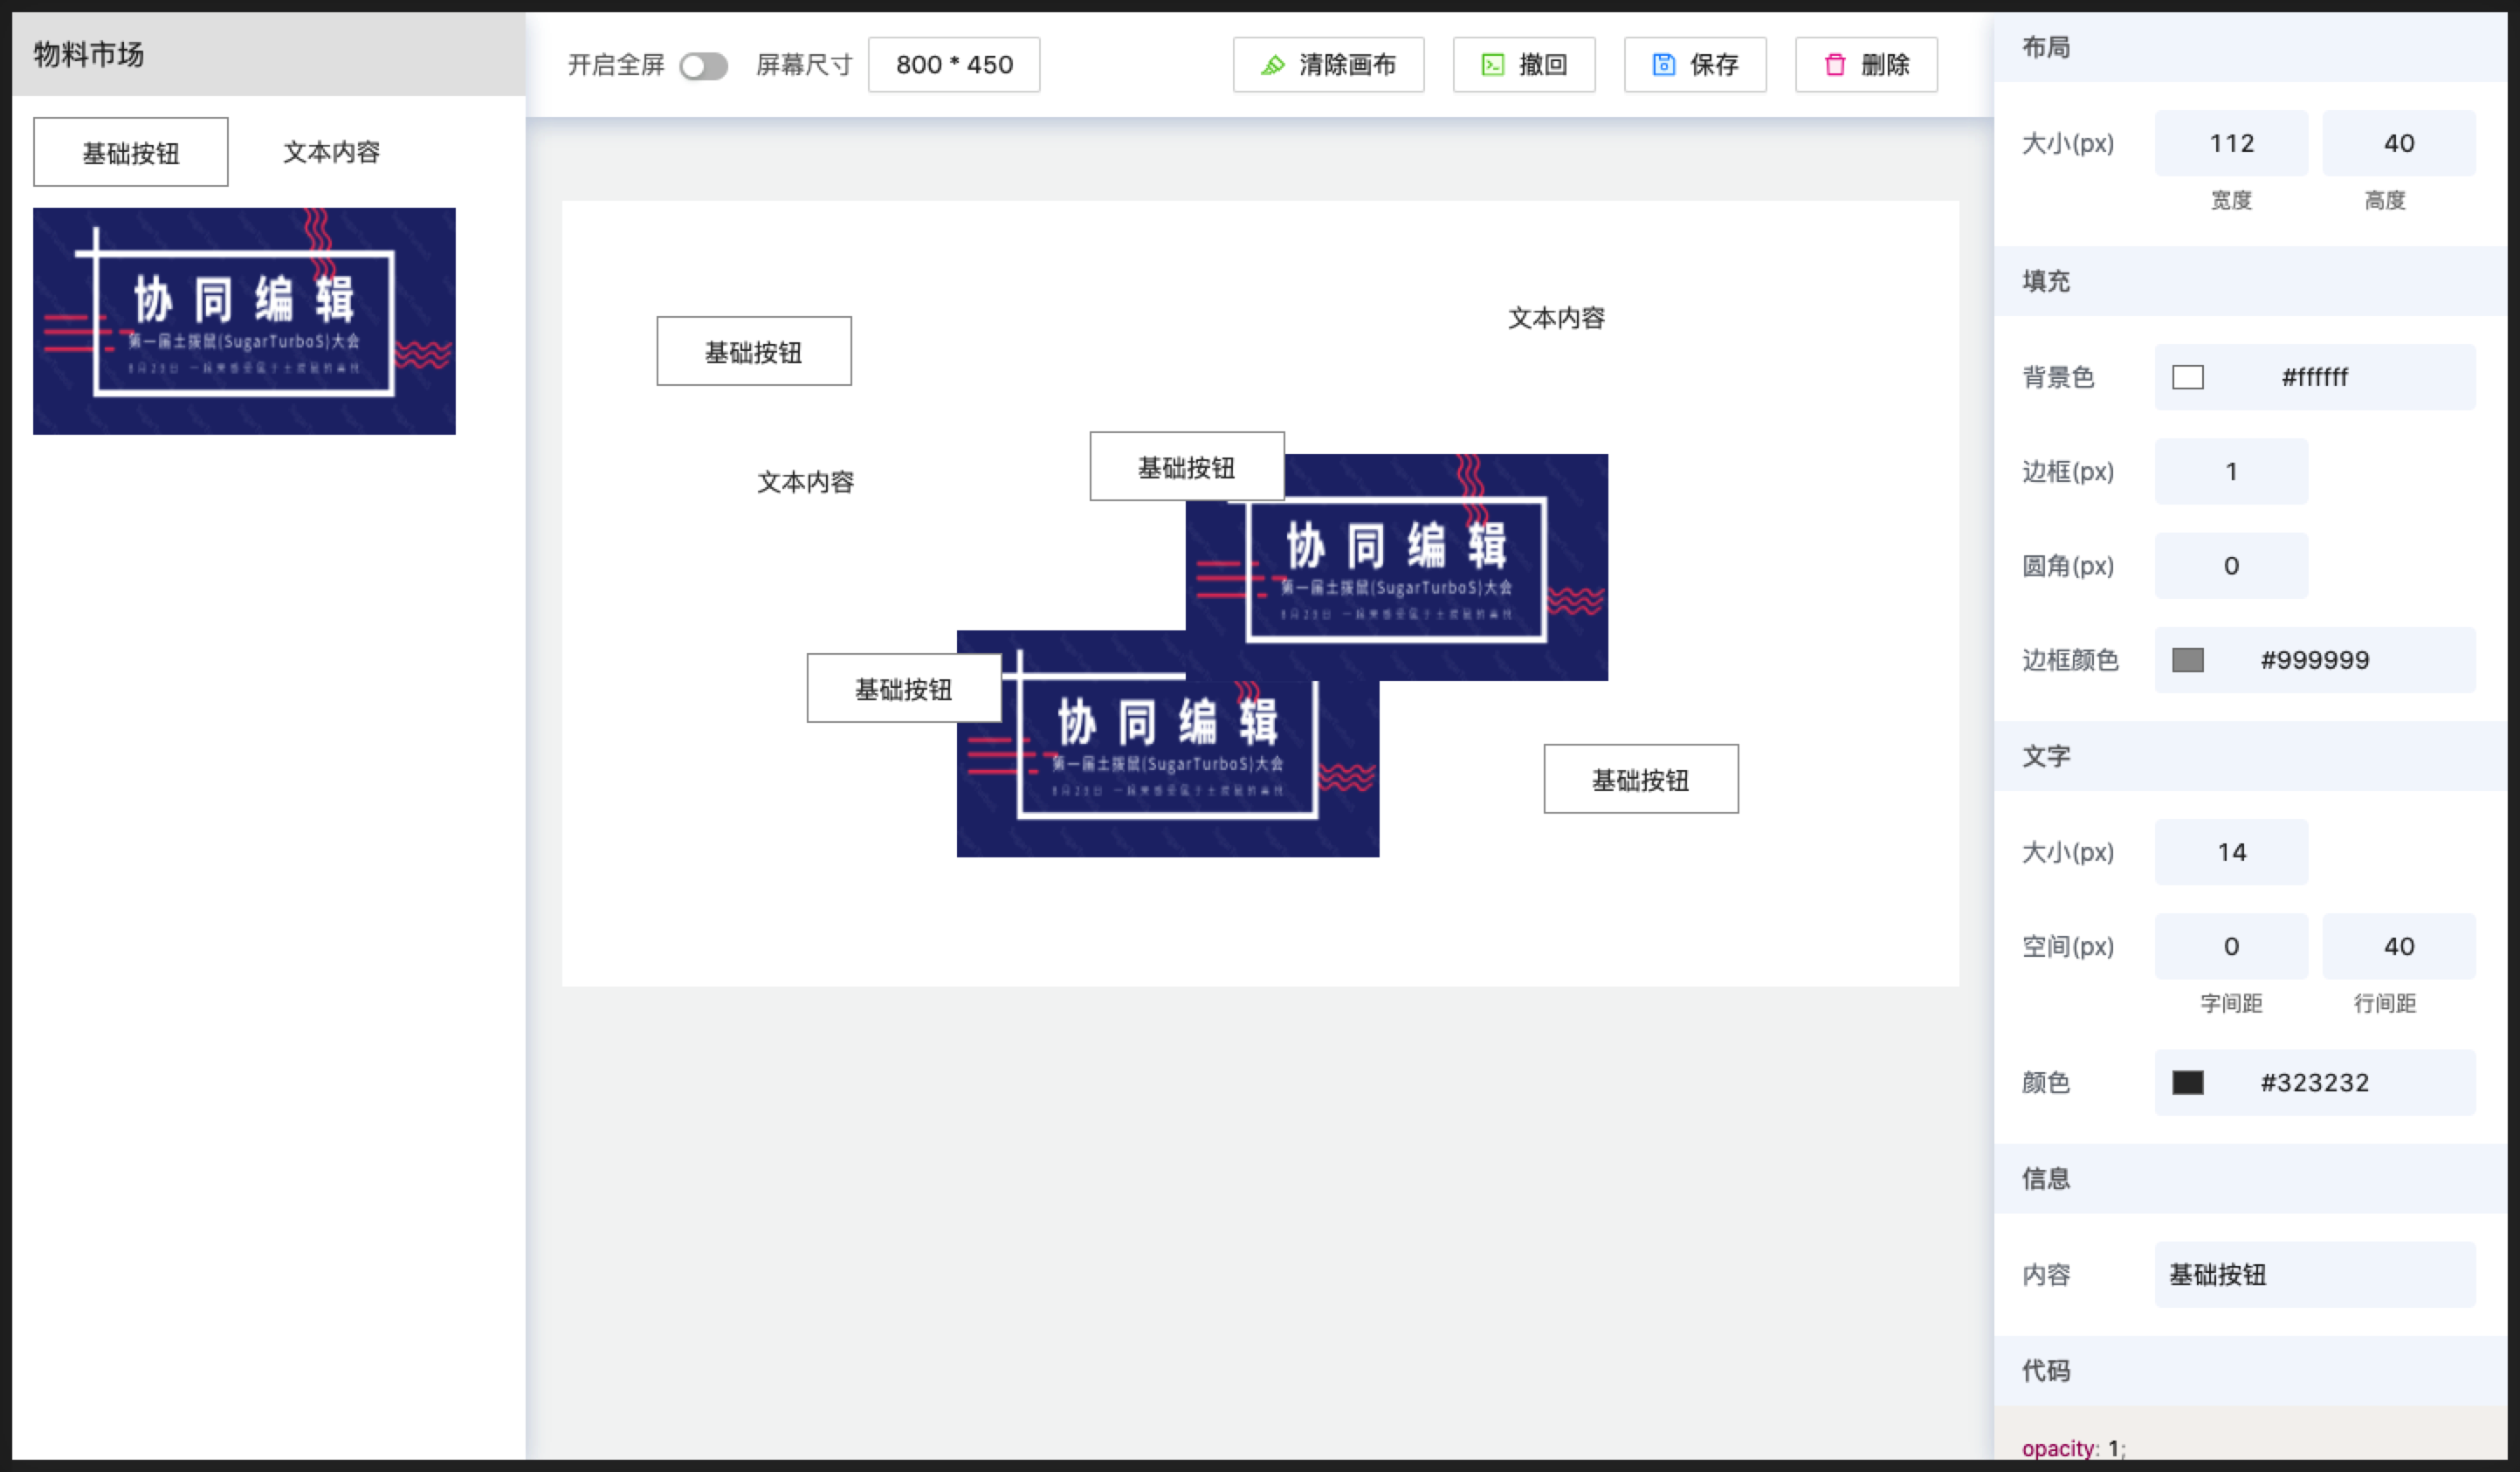 物料市场
基础按钮
文本内容
协同编辑
第一届土拨鼠(SugarTurboS)大会
开启全屏
屏幕尺寸
800 * 450
清除画布
撤回
保存
删除
基础按钮
文本内容
基础按钮
文本内容
协同编辑
第一届土拨鼠(SugarTurboS)大会
基础按钮
协同编辑
第一届土拨鼠(SugarTurboS)大会
基础按钮
布局
大小(px)
112
40
宽度
高度
填充
背景色
#ffffff
边框(px)
1
圆角(px)
0
边框颜色
#999999
文字
大小(px)
14
空间(px)
0
40
字间距
行间距
颜色
#323232
信息
内容
基础按钮
代码
opacity: 1;